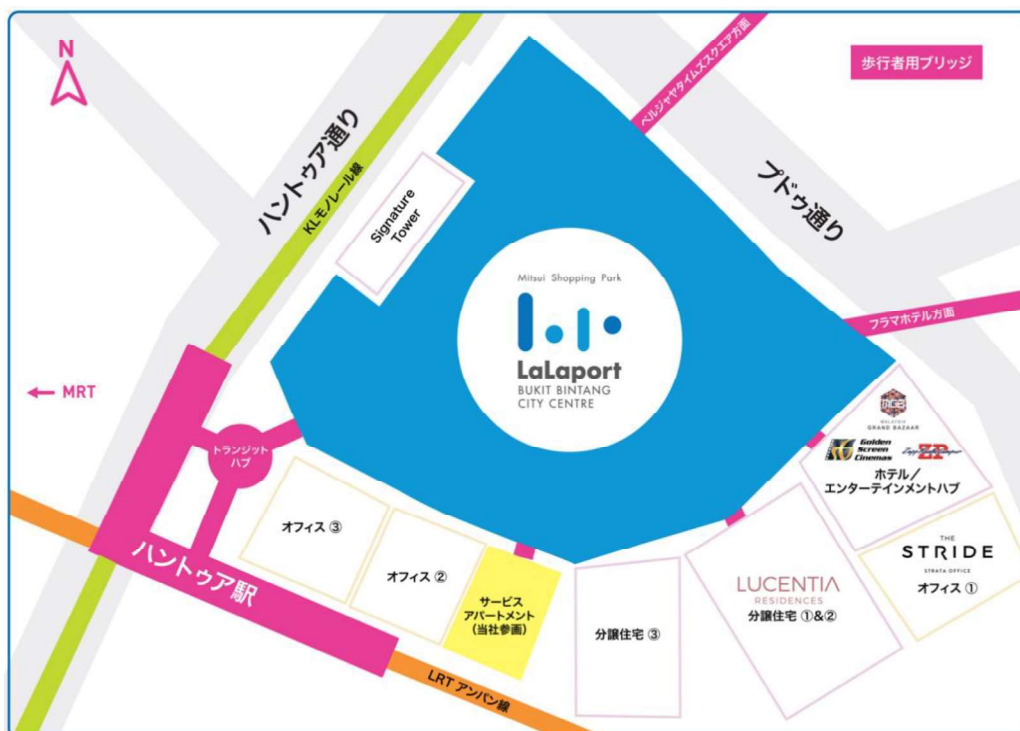 N
歩行者用ブリッジ
ベルジャヤタイムズスクエア方面
ハントゥア通り
KLモノレール線
プドゥ通り
Signature
Tower
Mitsui Shopping Park
LaLaport
BUKIT BINTANG
CITY CENTRE
フラマホテル方面
← MRT
トランジット
ハブ
MALAYSIA
GRAND BAZAAR
Golden
Screen
Cinemas
ZP
ホテル／
エンターテインメントハブ
オフィス ③
オフィス ②
ハントゥア駅
サービス
アパートメント
(当社参画)
分譲住宅 ③
LUCENTIA
RESIDENCES
分譲住宅 ①&②
THE
STRIDE
STRATA OFFICE
オフィス ①
LRT アンパン線